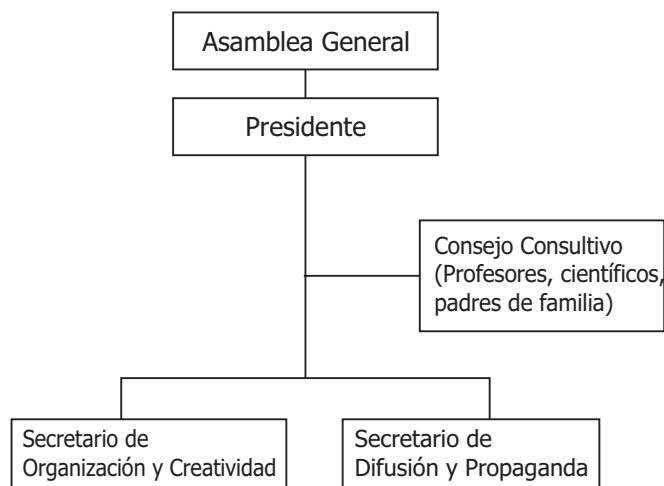 Asamblea General
Presidente
Consejo Consultivo
(Profesores, científicos,
padres de familia)
Secretario de
Organización y Creatividad
Secretario de
Difusión y Propaganda